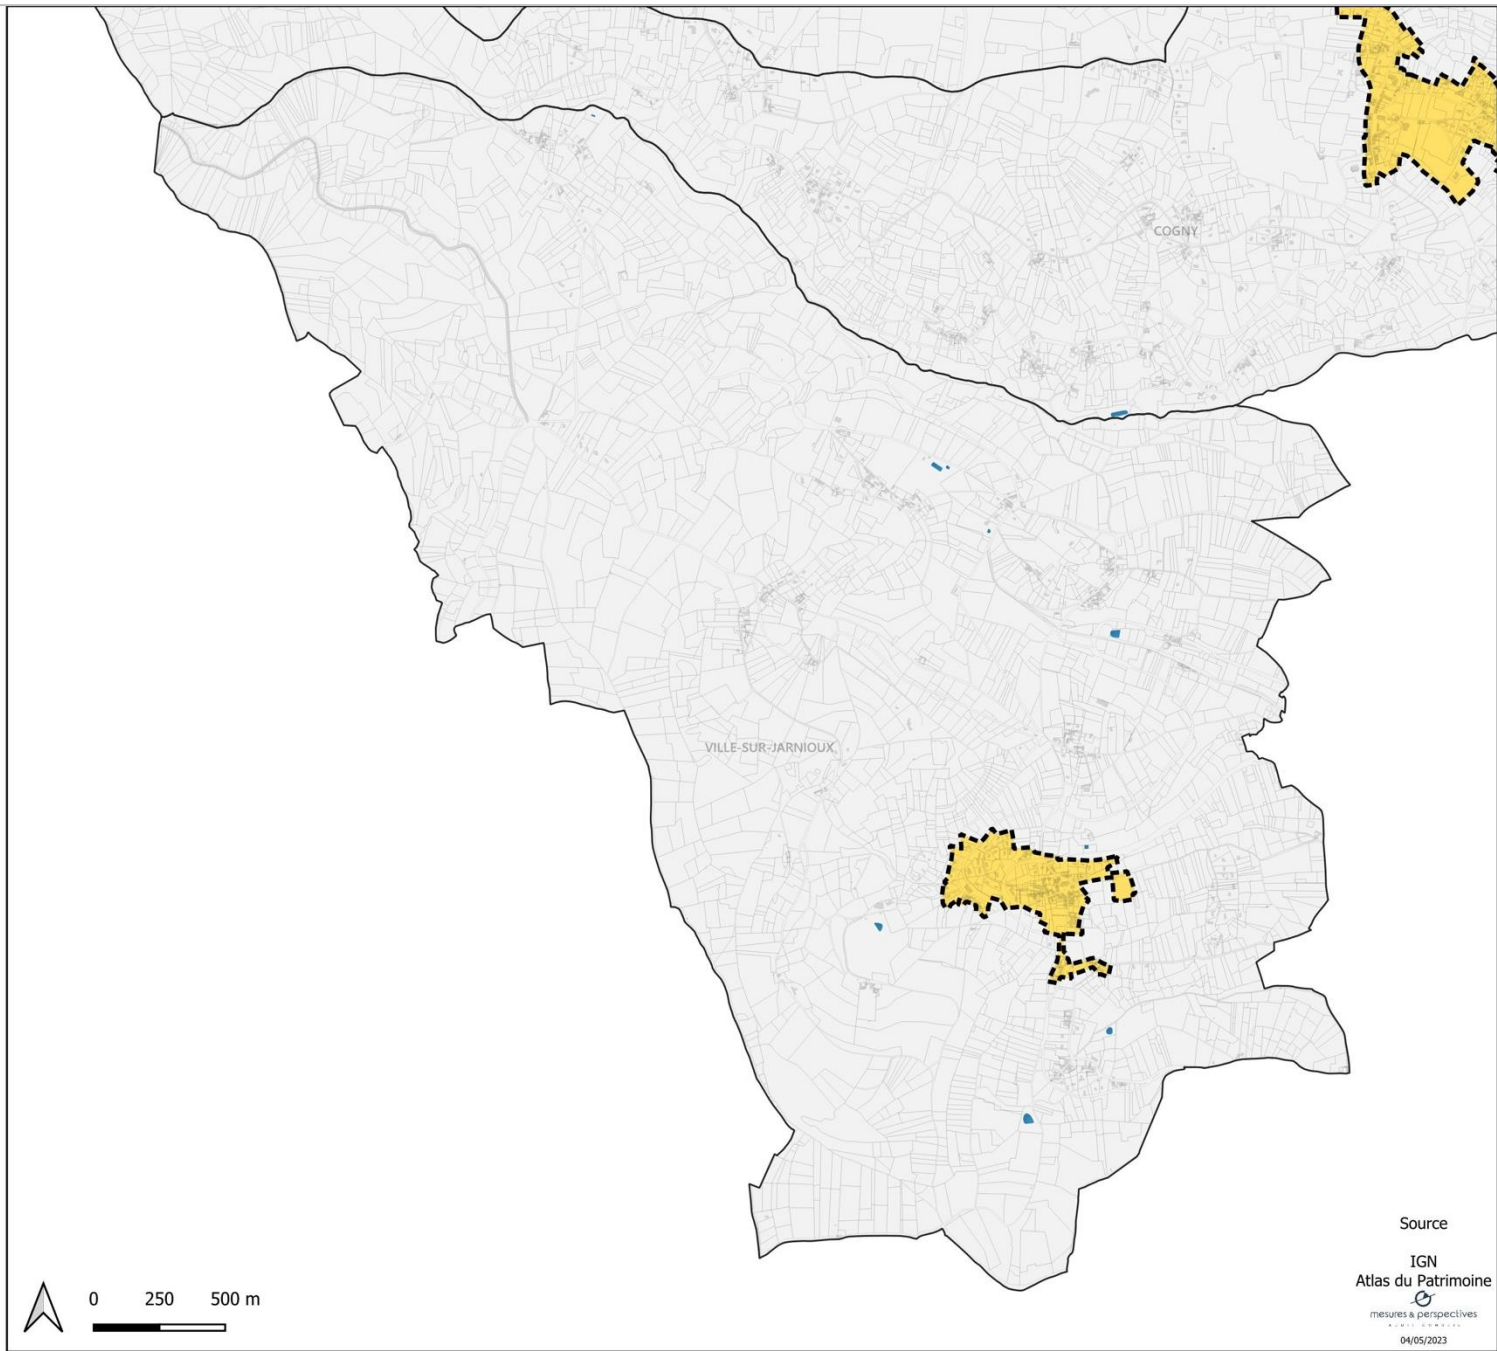 COGNY
VILLE-SUR-JARNIOUX
Source
IGN
Atlas du Patrimoine
mesures & perspectives
04/05/2023
0 250 500 m